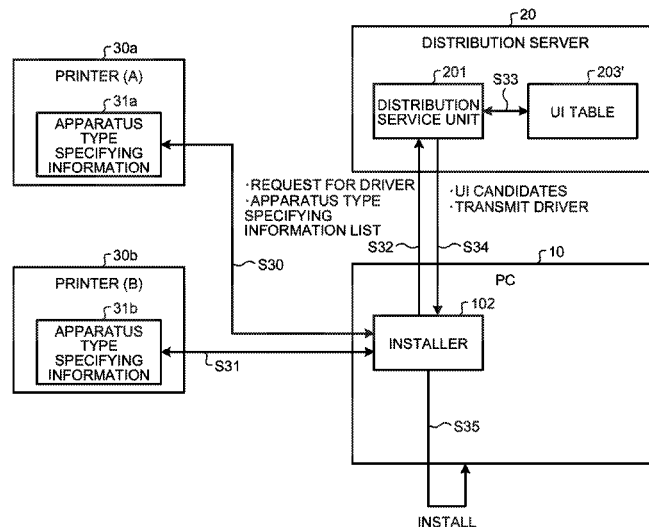 30a
PRINTER (A)
31a
APPARATUS
TYPE
SPECIFYING
INFORMATION
20
DISTRIBUTION SERVER
201
DISTRIBUTION
SERVICE UNIT
S33
203'
UI TABLE
·REQUEST FOR DRIVER
·APPARATUS TYPE
SPECIFYING
INFORMATION LIST
·UI CANDIDATES
·TRANSMIT DRIVER
S32
S34
S30
30b
PRINTER (B)
31b
APPARATUS
TYPE
SPECIFYING
INFORMATION
S31
10
PC
102
INSTALLER
S35
INSTALL